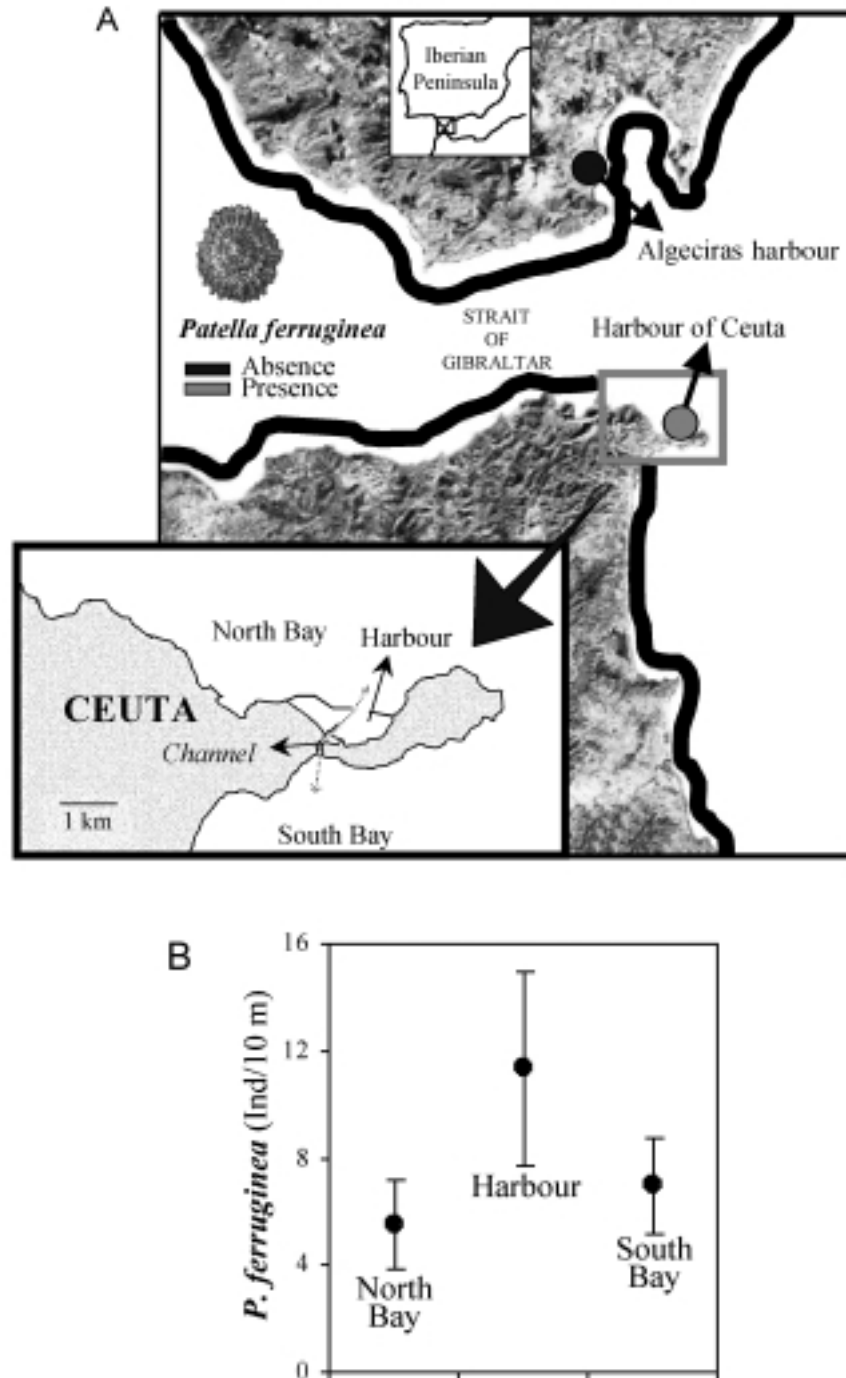 A
Iberian
Peninsula
Algeciras harbour
Patella ferruginea
Absence
Presence
STRAIT
OF
GIBRALTAR
Harbour of Ceuta
North Bay
Harbour
CEUTA
Channel
1 km
South Bay
B
P. ferruginea (Ind/10 m)
16
12
8
4
0
North
Bay
Harbour
South
Bay